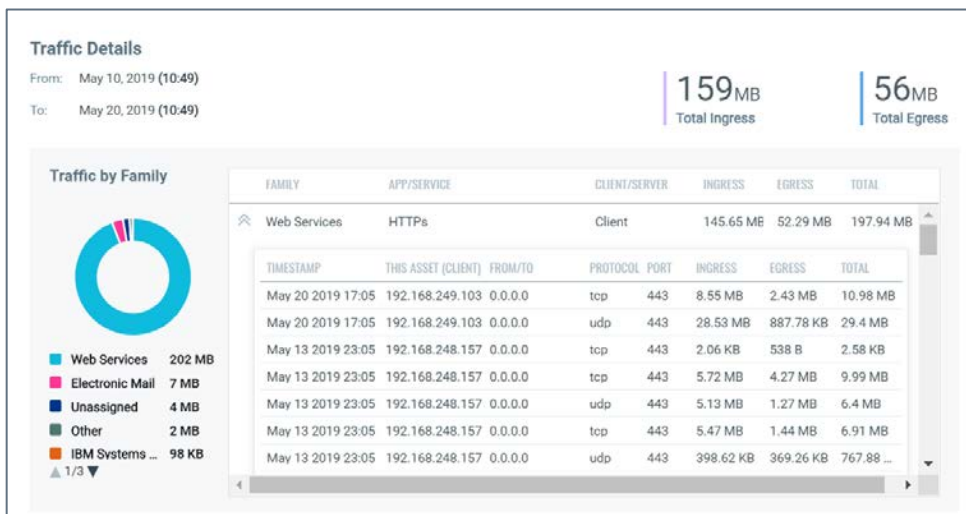 Traffic Details
From: May 10, 2019 (10:49)
To: May 20, 2019 (10:49)
159MB
Total Ingress
56MB
Total Egress
Traffic by Family
Web Services 202 MB
Electronic Mail 7 MB
Unassigned 4 MB
Other 2 MB
IBM Systems ... 98 KB
1/3
FAMILY APP/SERVICE CLIENT/SERVER INGRESS EGRESS TOTAL
Web Services HTTPs Client 145.65 MB 52.29 MB 197.94 MB
TIMESTAMP THIS ASSET (CLIENT) FROM/TO PROTOCOL PORT INGRESS EGRESS TOTAL
May 20 2019 17:05 192.168.249.103 0.0.0.0 tcp 443 8.55 MB 2.43 MB 10.98 MB
May 20 2019 17:05 192.168.249.103 0.0.0.0 udp 443 28.53 MB 887.78 KB 29.4 MB
May 13 2019 23:05 192.168.248.157 0.0.0.0 tcp 443 2.06 KB 538 B 2.58 KB
May 13 2019 23:05 192.168.248.157 0.0.0.0 tcp 443 5.72 MB 4.27 MB 9.99 MB
May 13 2019 23:05 192.168.248.157 0.0.0.0 udp 443 5.13 MB 1.27 MB 6.4 MB
May 13 2019 23:05 192.168.248.157 0.0.0.0 tcp 443 5.47 MB 1.44 MB 6.91 MB
May 13 2019 23:05 192.168.248.157 0.0.0.0 udp 443 398.62 KB 369.26 KB 767.88 ...